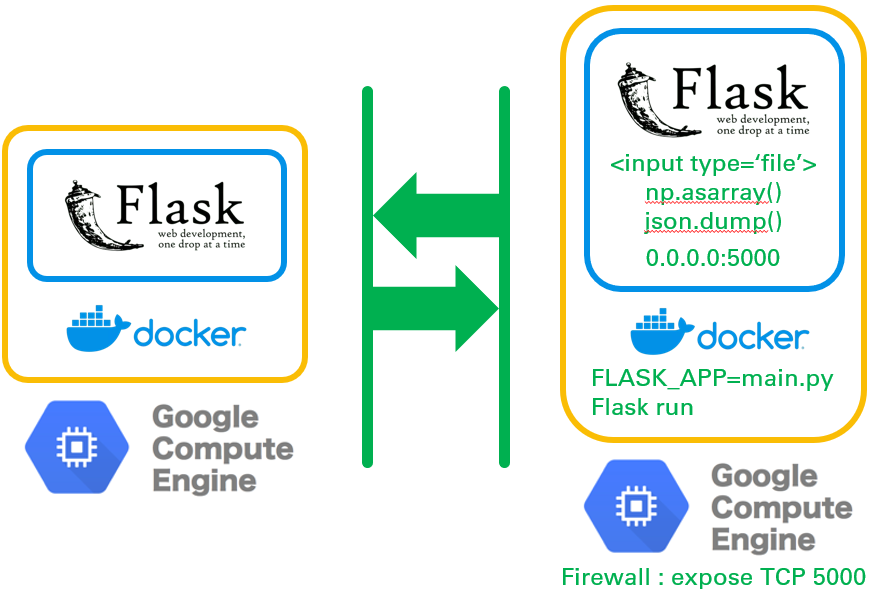 Flask
web development,
one drop at a time
docker
Google
Compute
Engine
Flask
web development,
one drop at a time
<input type=‘file’>
np.asarray()
json.dump()
0.0.0.0:5000
docker
FLASK_APP=main.py
Flask run
Google
Compute
Engine
Firewall : expose TCP 5000